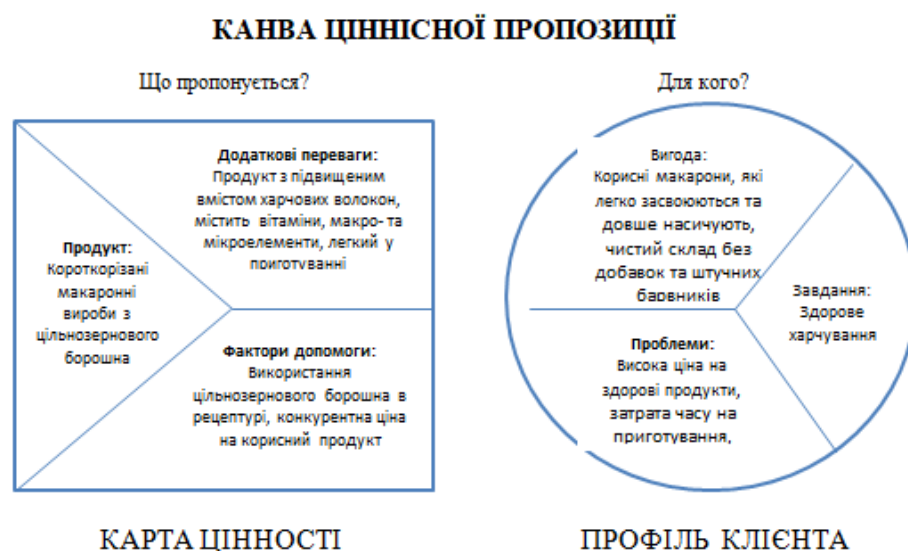 КАНВА ЦІННІСНОЇ ПРОПОЗИЦІЇ
Що пропонується?
Для кого?
Додаткові переваги:
Продукт з підвищеним
вмістом харчових волокон,
містить вітаміни, макро- та
мікроелементи, легкий у
приготуванні
Продукт:
Короткорізані
макаронні
вироби з
цільнозернового
борошна
Фактори допомоги:
Використання
цільнозернового борошна в
рецептурі, конкурентна ціна
на корисний продукт
Вигода:
Корисні макарони, які
легко засвоюються та
довше насичують,
чистий склад без
добавок та штучних
барвників
Завдання:
Здорове
харчування
Проблеми:
Висока ціна на
здорові продукти,
затрата часу на
приготування,
КАРТА ЦІННОСТІ
ПРОФІЛЬ КЛІЄНТА